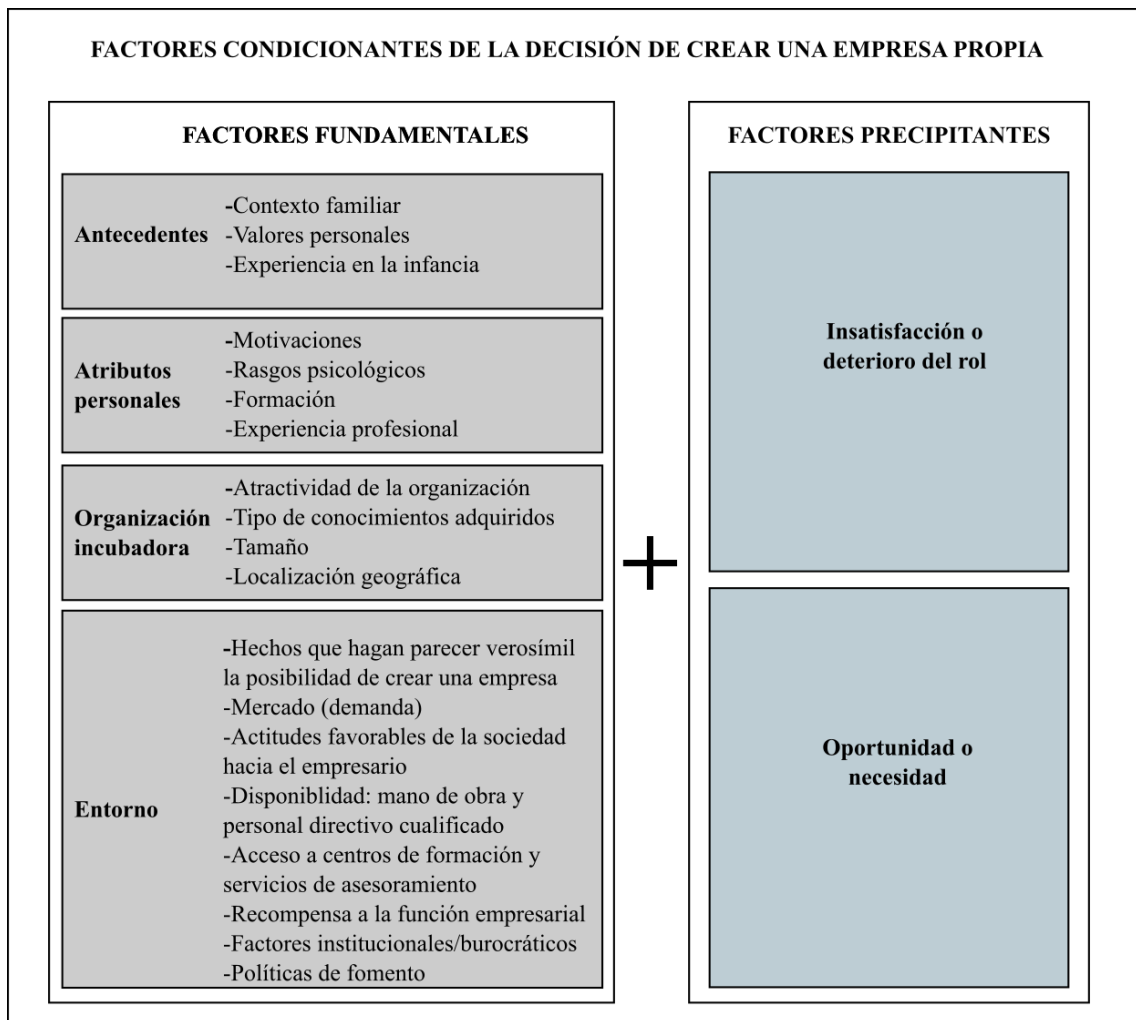 FACTORES CONDICIONANTES DE LA DECISIÓN DE CREAR UNA EMPRESA PROPIA
FACTORES FUNDAMENTALES
Antecedentes
-Contexto familiar
-Valores personales
-Experiencia en la infancia
Atributos
personales
-Motivaciones
-Rasgos psicológicos
-Formación
-Experiencia profesional
Organización
incubadora
-Atractividad de la organización
-Tipo de conocimientos adquiridos
-Tamaño
-Localización geográfica
Entorno
-Hechos que hagan parecer verosímil
la posibilidad de crear una empresa
-Mercado (demanda)
-Actitudes favorables de la sociedad
hacia el empresario
-Disponiblidad: mano de obra y
personal directivo cualificado
-Acceso a centros de formación y
servicios de asesoramiento
-Recompensa a la función empresarial
-Factores institucionales/burocráticos
-Políticas de fomento
+
FACTORES PRECIPITANTES
Insatisfacción o
deterioro del rol
Oportunidad o
necesidad